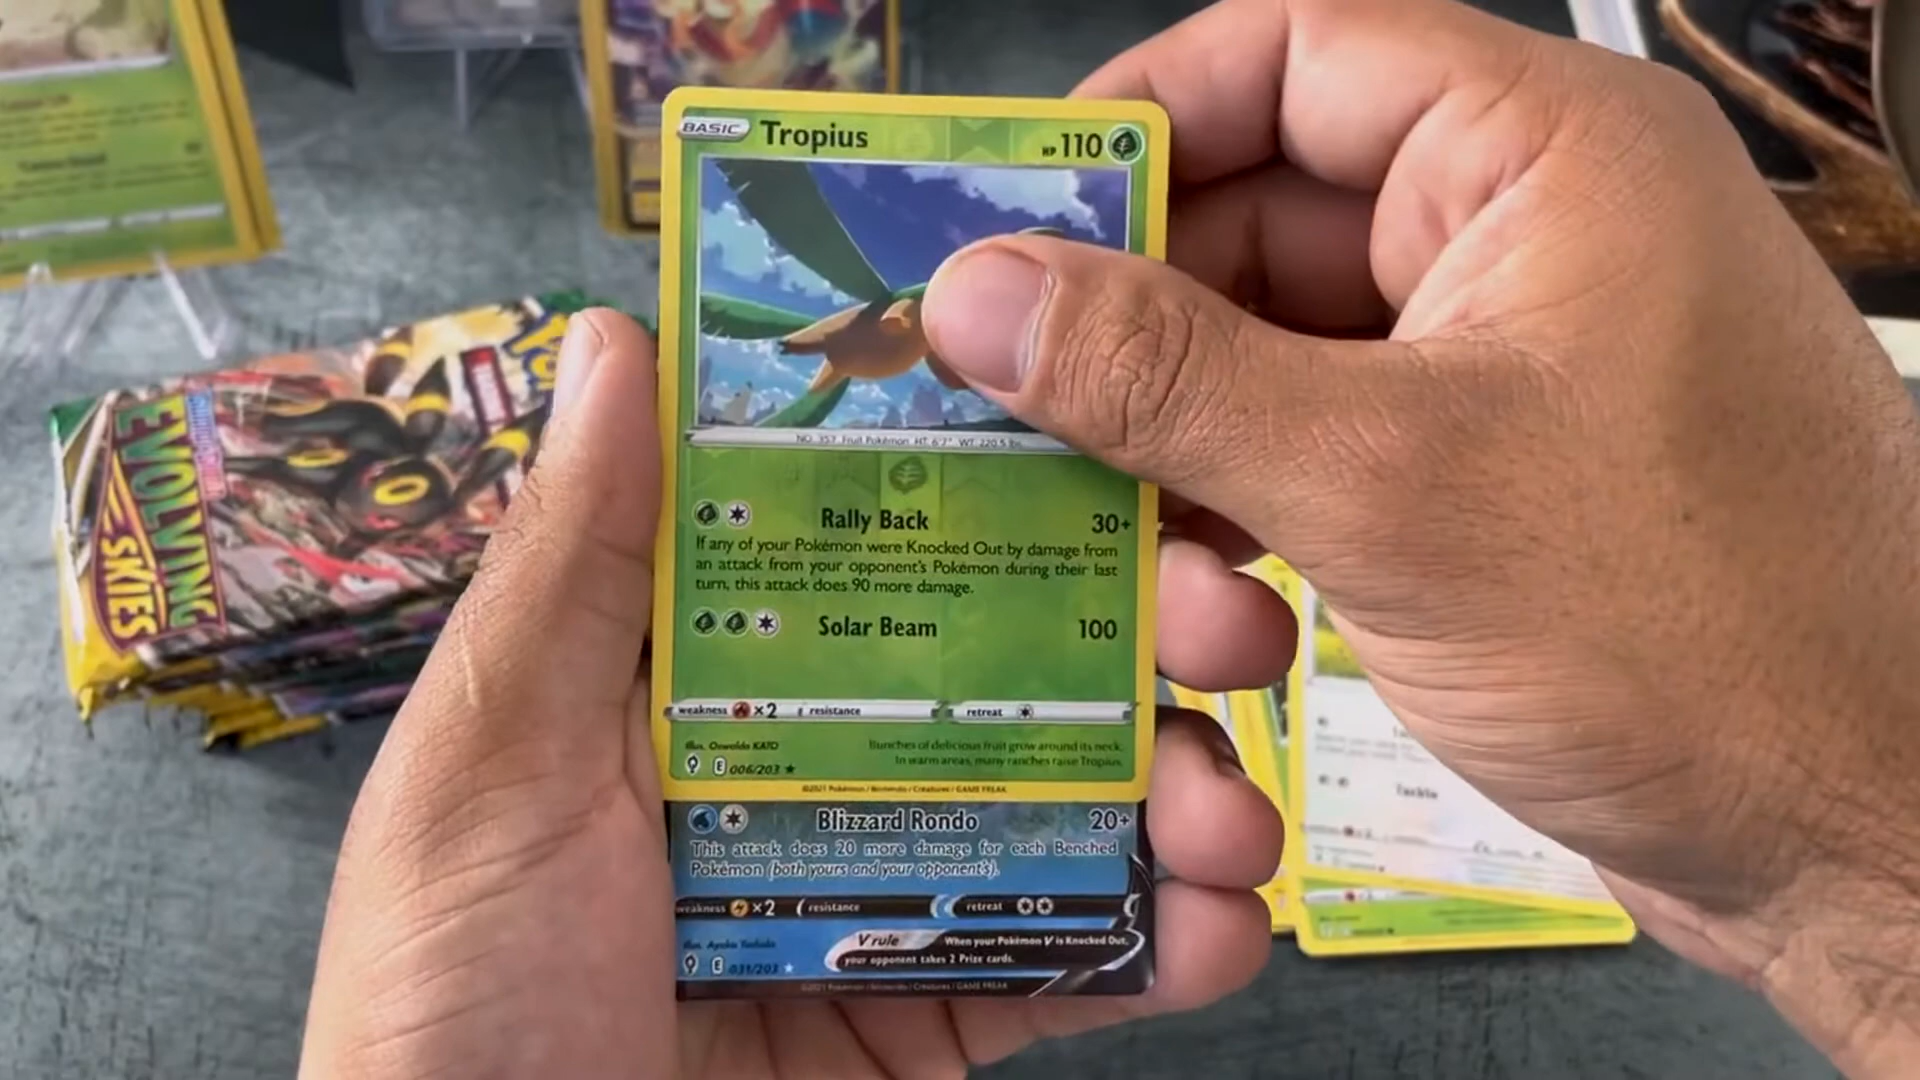 BASIC Tropius HP 110
NO. 357 Fruit Pokémon HT 6'7" WT 220.5 lbs.
Rally Back 30+
If any of your Pokémon were Knocked Out by damage from
an attack from your opponent's Pokémon during their last
turn, this attack does 90 more damage.
Solar Beam 100
weakness ×2 resistance retreat
Illus. Oswaldo KATO
Bunches of delicious fruit grow around its neck.
In warm areas, many ranches raise Tropius.
E 006/203 ★
©2021 Pokémon / Nintendo / Creatures / GAME FREAK
Blizzard Rondo 20+
This attack does 20 more damage for each Benched
Pokémon (both yours and your opponent's).
weakness ×2 resistance retreat
V rule When your Pokémon V is Knocked Out,
your opponent takes 2 Prize cards.
E 031/203 ★
©2021 Pokémon / Nintendo / Creatures / GAME FREAK
EVOLVING
SKIES
Tackle